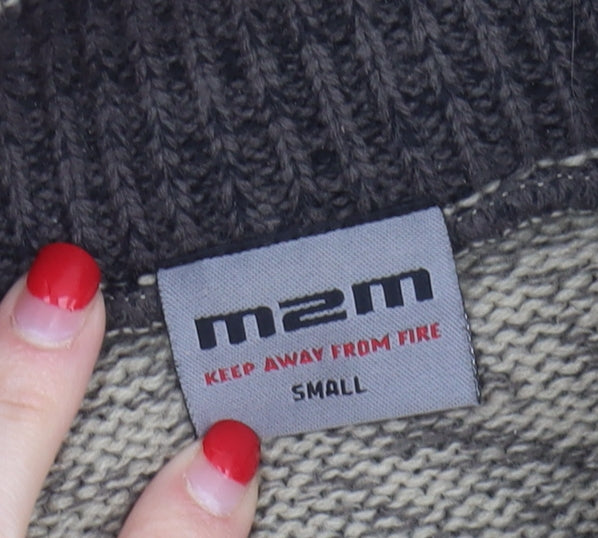 m2m
KEEP AWAY FROM FIRE
SMALL